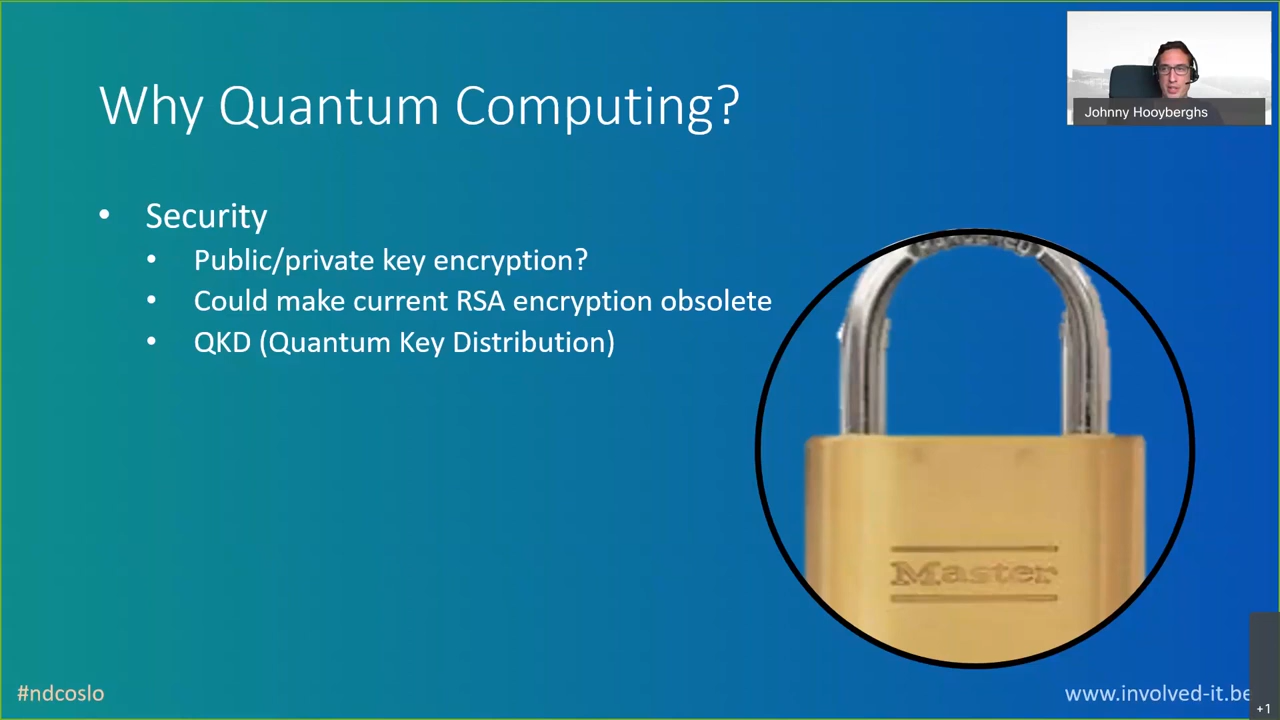 Why Quantum Computing?
Johnny Hooyberghs
• Security
• Public/private key encryption?
• Could make current RSA encryption obsolete
• QKD (Quantum Key Distribution)
Master
#ndcoslo
www.involved-it.be
+1